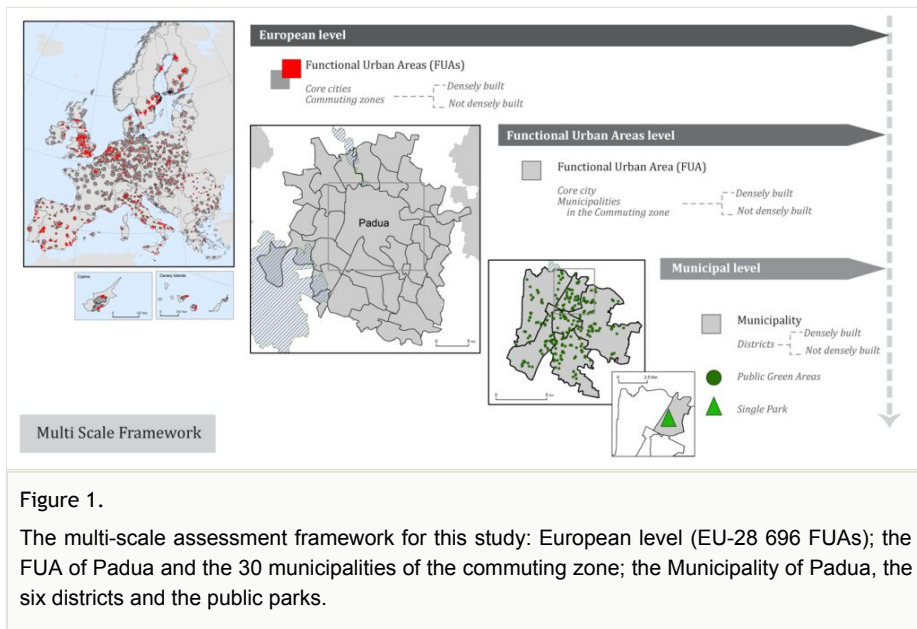 European level
Functional Urban Areas (FUAs)
Core cities
Commuting zones
Densely built
Not densely built
Functional Urban Areas level
Functional Urban Area (FUA)
Core city
Municipalities
in the Commuting zone
Densely built
Not densely built
Padua
Municipal level
Municipality
Districts
Densely built
Not densely built
Public Green Areas
Single Park
Cyprus
Canary Islands
Multi Scale Framework
Figure 1.
The multi-scale assessment framework for this study: European level (EU-28 696 FUAs); the
FUA of Padua and the 30 municipalities of the commuting zone; the Municipality of Padua, the
six districts and the public parks.